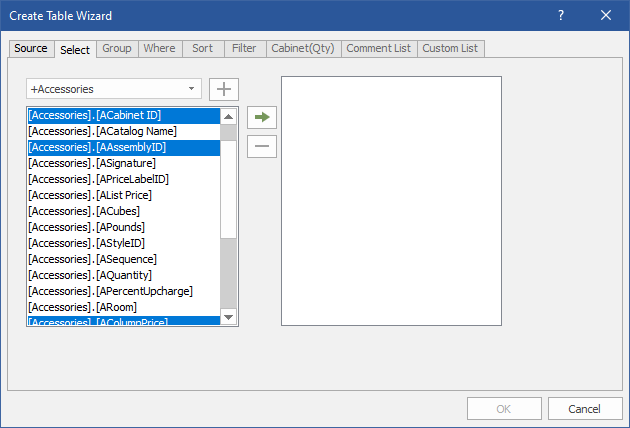 Create Table Wizard ?
Source Select Group Where Sort Filter Cabinet(Qty) Comment List Custom List
+Accessories
[Accessories].[ACabinet ID]
[Accessories].[ACatalog Name]
[Accessories].[AAssemblyID]
[Accessories].[ASignature]
[Accessories].[APriceLabelID]
[Accessories].[AList Price]
[Accessories].[ACubes]
[Accessories].[APounds]
[Accessories].[AStyleID]
[Accessories].[ASequence]
[Accessories].[AQuantity]
[Accessories].[APercentUpcharge]
[Accessories].[ARoom]
[Accessories].[AColumnPrice]
OK Cancel